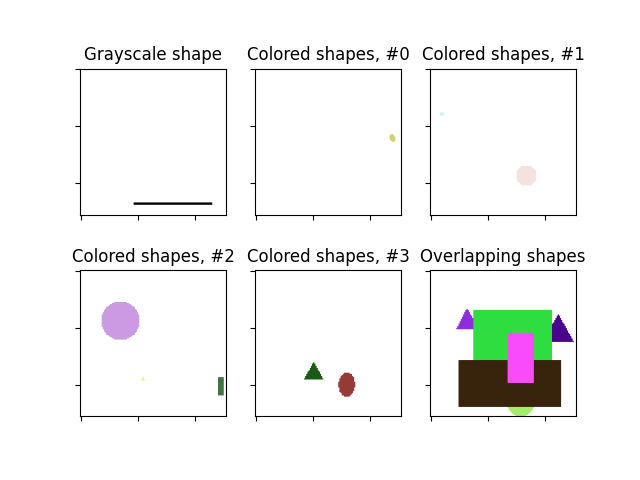 Grayscale shape
Colored shapes, #0
Colored shapes, #1
Colored shapes, #2
Colored shapes, #3
Overlapping shapes